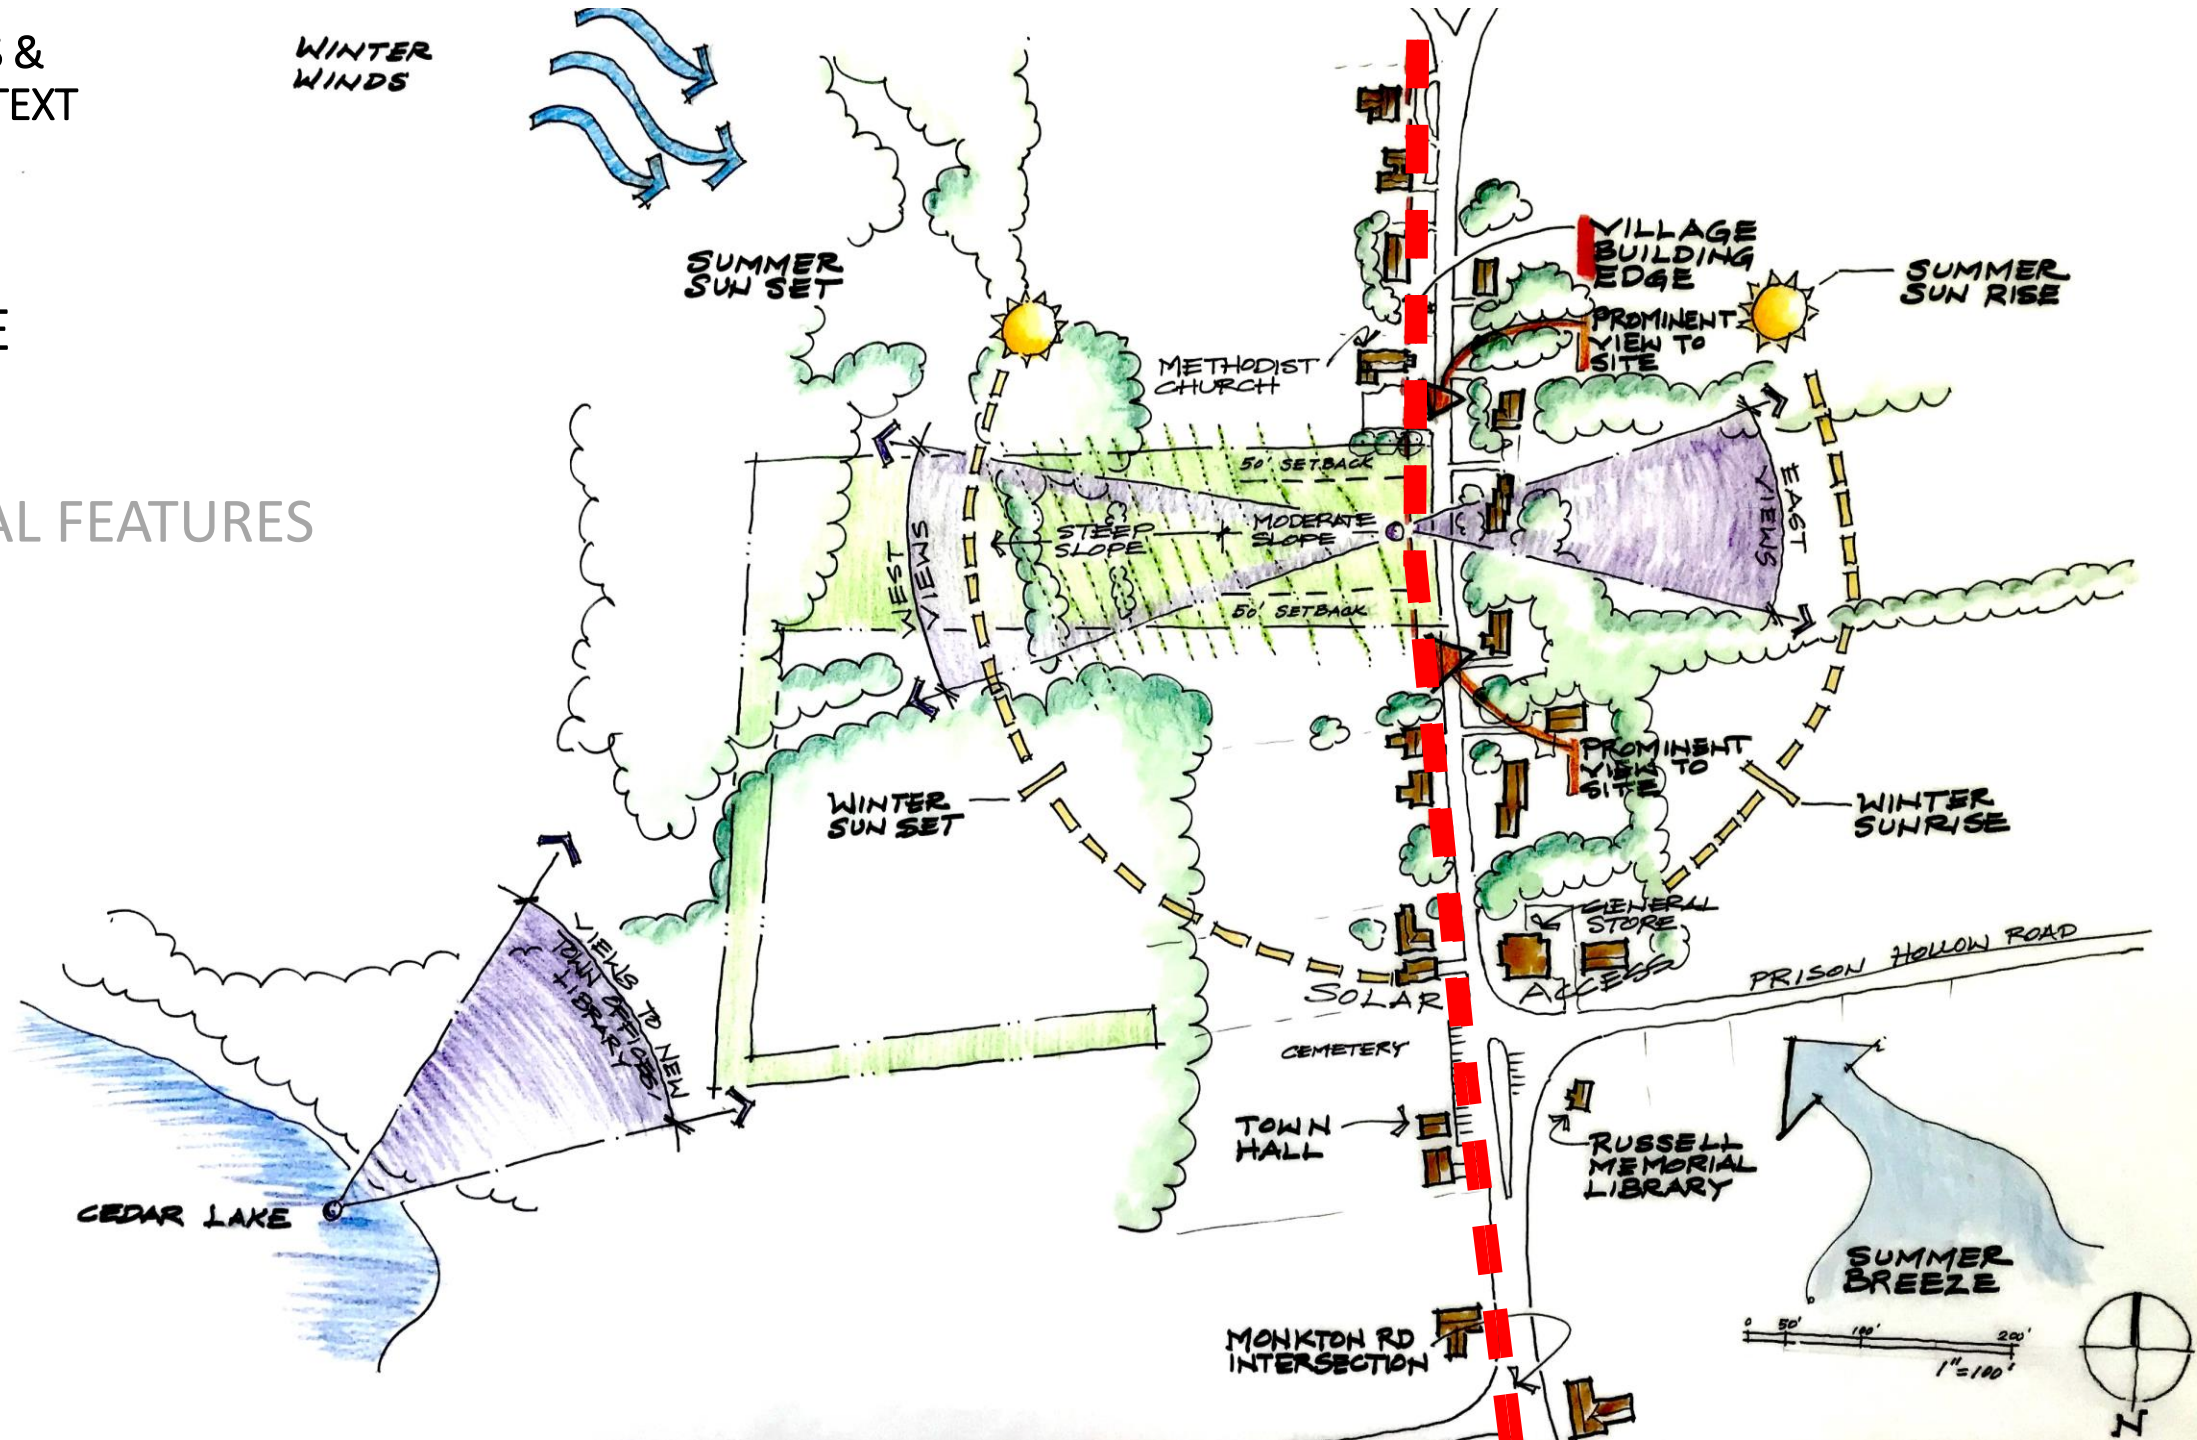 S &
TEXT
E
AL FEATURES
WINTER
WINDS
SUMMER
SUN SET
VILLAGE
BUILDING
EDGE
SUMMER
SUN RISE
PROMINENT
VIEW TO
SITE
METHODIST
CHURCH
50' SETBACK
STEEP
SLOPE
MODERATE
SLOPE
WEST
VIEWS
EAST
VIEWS
50' SETBACK
PROMINENT
VIEW TO
SITE
WINTER
SUN SET
WINTER
SUNRISE
GENERAL
STORE
VIEWS TO NEW
TOWN OFFICES/
LIBRARY
PRISON HOLLOW ROAD
SOLAR ACCESS
CEMETERY
TOWN
HALL
RUSSELL
MEMORIAL
LIBRARY
CEDAR LAKE
SUMMER
BREEZE
MONKTON RD
INTERSECTION
0 50' 100' 200'
1"=100'
N